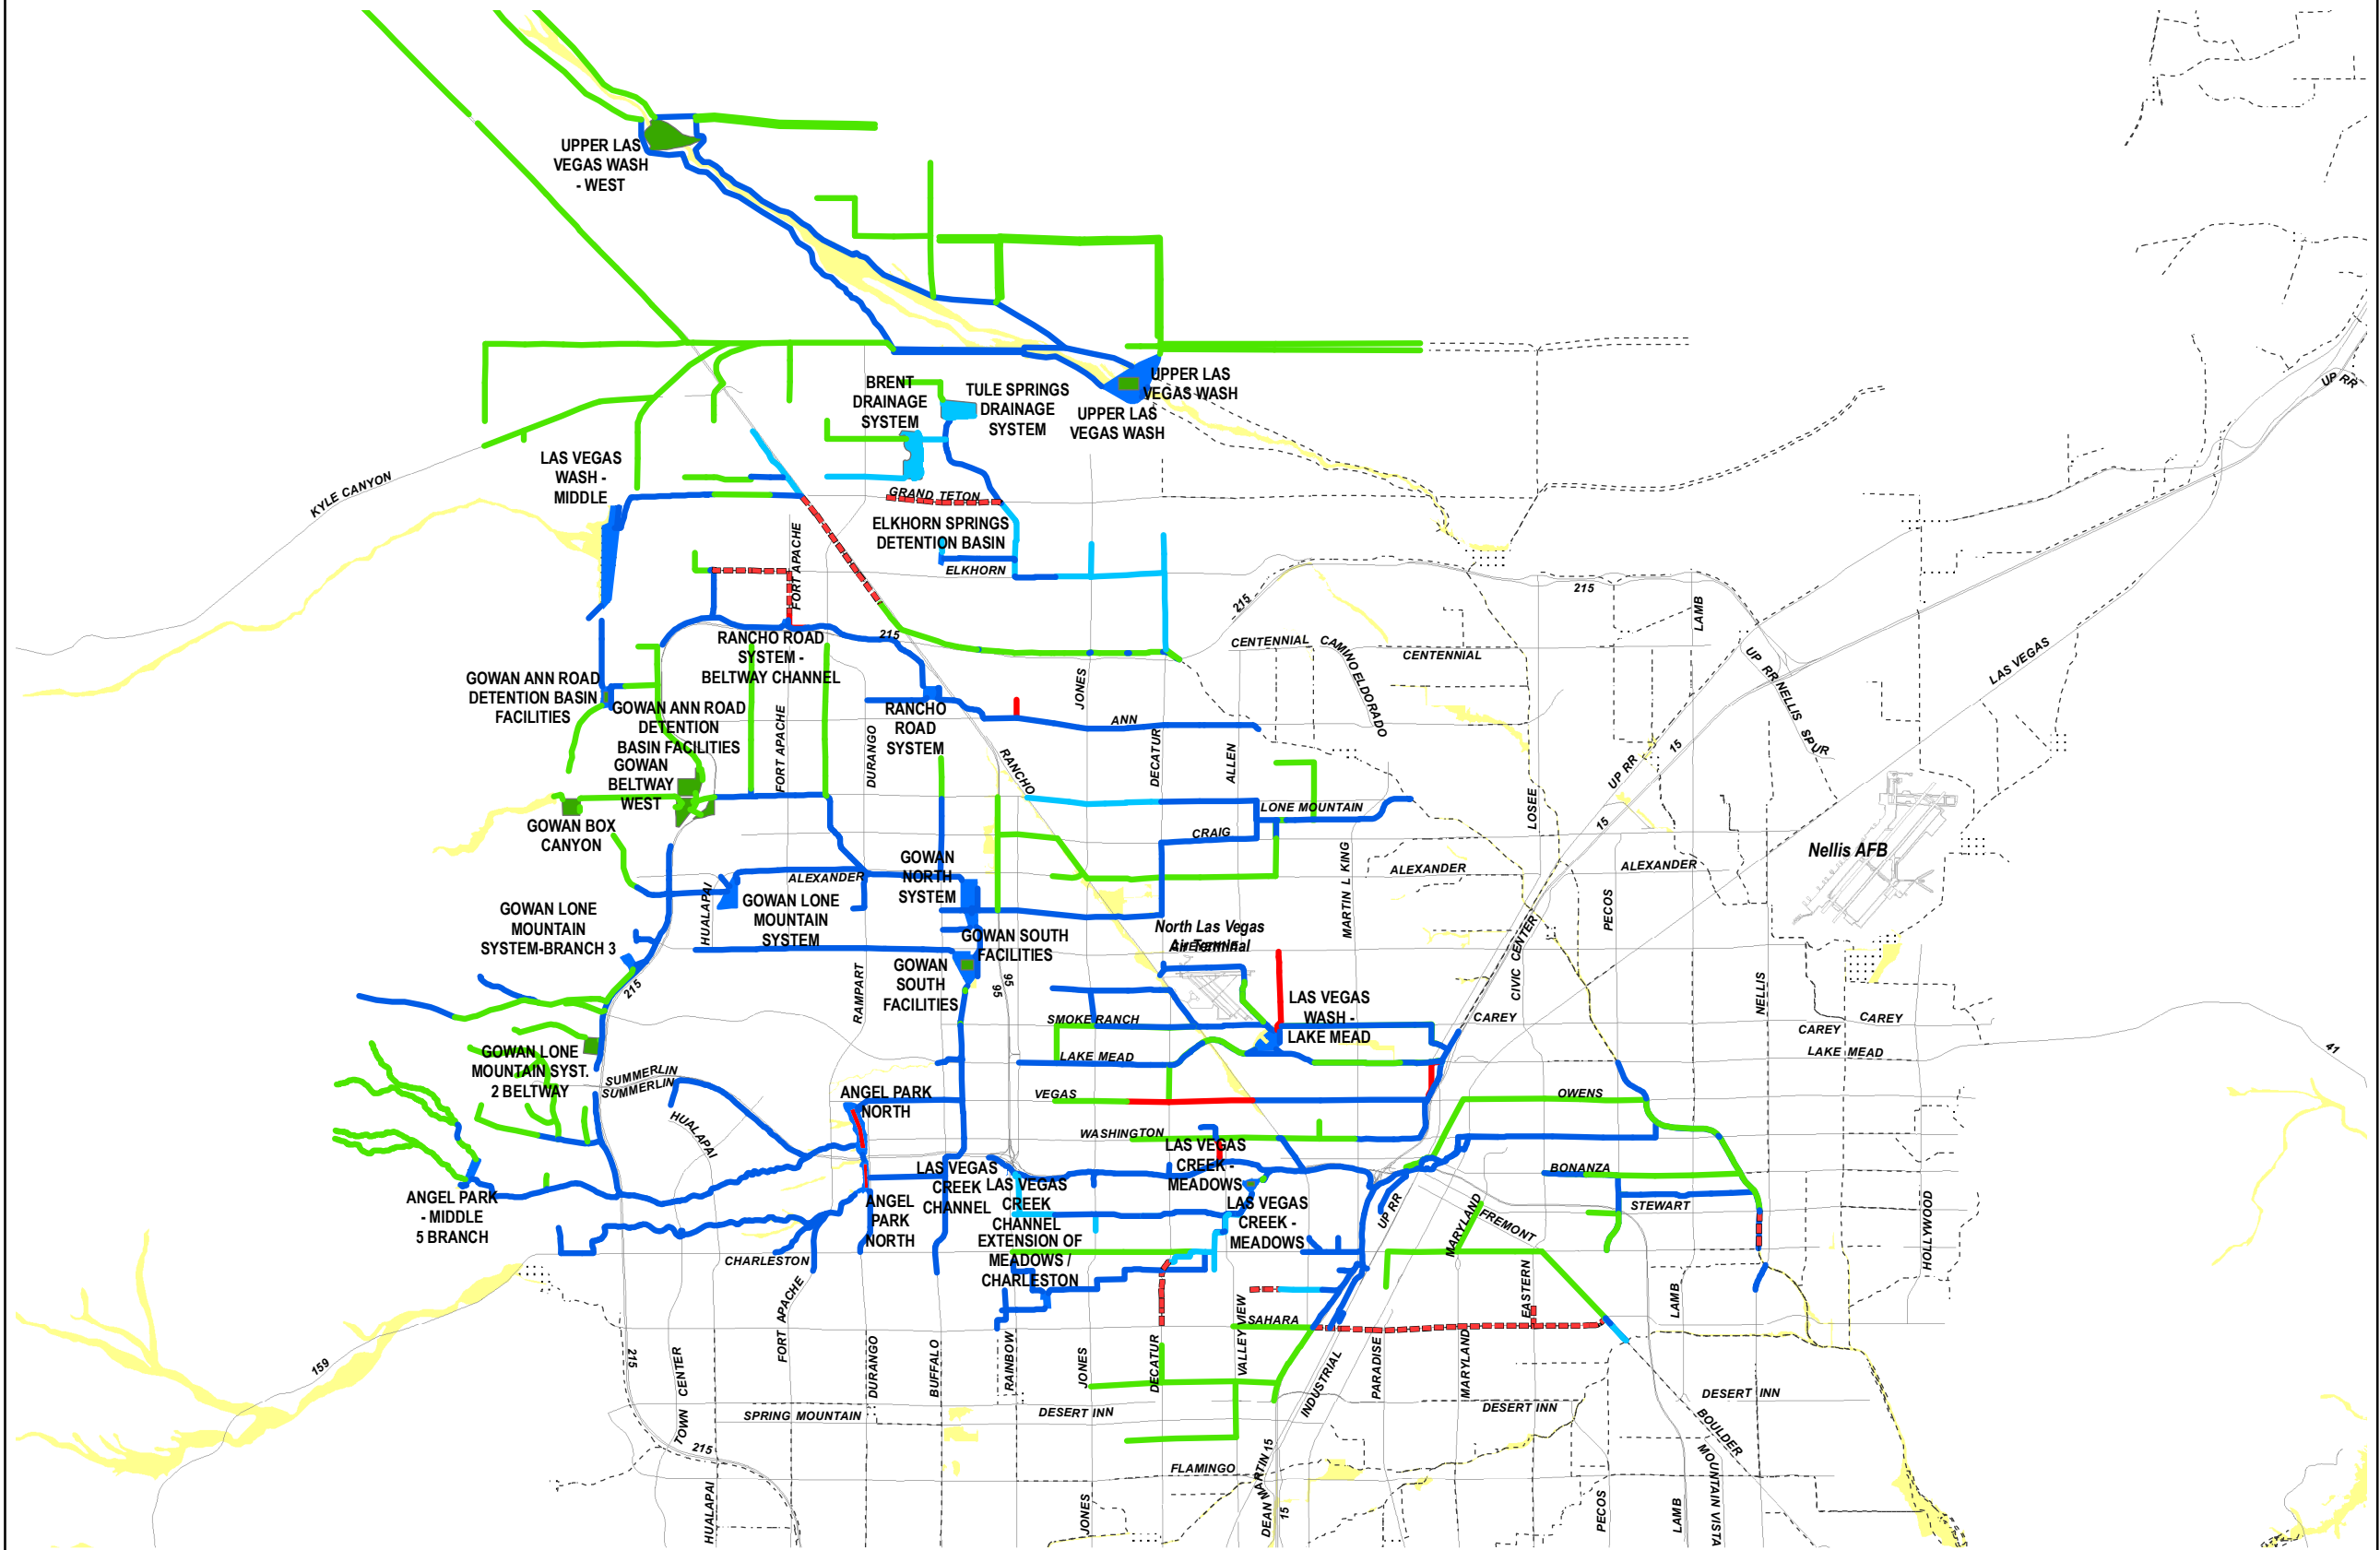 UPPER LAS
VEGAS WASH
- WEST
UPPER LAS
VEGAS WASH
UPPER LAS
VEGAS WASH
BRENT
DRAINAGE
SYSTEM
TULE SPRINGS
DRAINAGE
SYSTEM
UP RR
LAS VEGAS
WASH -
MIDDLE
KYLE CANYON
GRAND TETON
ELKHORN SPRINGS
DETENTION BASIN
ELKHORN
FORT APACHE
215
215
LAMB
RANCHO ROAD
SYSTEM -
BELTWAY CHANNEL
215
CENTENNIAL
CAMINO ELDORADO
CENTENNIAL
UP RR NELLIS SPUR
LAS VEGAS
GOWAN ANN ROAD
DETENTION BASIN
FACILITIES
GOWAN ANN ROAD
DETENTION
BASIN FACILITIES
RANCHO
ROAD
SYSTEM
JONES
ANN
DECATUR
ALLEN
FORT APACHE
DURANGO
RANCHO
GOWAN
BELTWAY
WEST
UP RR
15
15
LOSEE
GOWAN BOX
CANYON
LONE MOUNTAIN
CRAIG
MARTIN L KING
ALEXANDER
ALEXANDER
Nellis AFB
GOWAN
NORTH
SYSTEM
ALEXANDER
HUALAPAI
GOWAN LONE
MOUNTAIN
SYSTEM
GOWAN LONE
MOUNTAIN
SYSTEM-BRANCH 3
PECOS
CIVIC CENTER
NELLIS
North Las Vegas
Air Terminal
GOWAN SOUTH
FACILITIES
GOWAN
SOUTH
FACILITIES
95
95
215
RAMPART
LAS VEGAS
WASH -
LAKE MEAD
SMOKE RANCH
LAKE MEAD
CAREY
CAREY
CAREY
LAKE MEAD
41
GOWAN LONE
MOUNTAIN SYST.
2 BELTWAY
SUMMERLIN
SUMMERLIN
ANGEL PARK
NORTH
VEGAS
OWENS
HUALAPAI
WASHINGTON
LAS VEGAS
CREEK -
MEADOWS
BONANZA
STEWART
LAS VEGAS
CREEK
CHANNEL
LAS VEGAS
CREEK
CHANNEL
EXTENSION OF
MEADOWS /
CHARLESTON
LAS VEGAS
CREEK -
MEADOWS
ANGEL PARK
- MIDDLE
5 BRANCH
ANGEL
PARK
NORTH
UP RR
MARYLAND
FREMONT
HOLLYWOOD
CHARLESTON
FORT APACHE
EASTERN
LAMB
VALLEY VIEW
SAHARA
159
215
TOWN CENTER
DURANGO
BUFFALO
RAINBOW
JONES
DECATUR
INDUSTRIAL
PARADISE
MARYLAND
DESERT INN
DESERT INN
DESERT INN
SPRING MOUNTAIN
BOULDER
215
MOUNTAIN VISTA
FLAMINGO
HUALAPAI
JONES
DEAN MARTIN
15
15
PECOS
LAMB